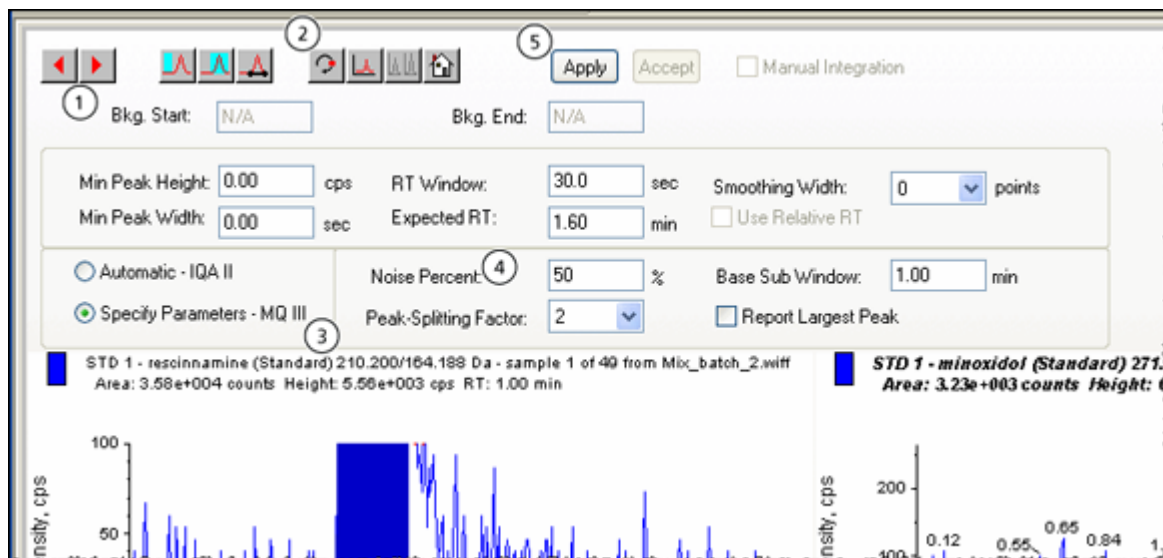 2 5
Apply Accept Manual Integration
1
Bkg. Start: N/A Bkg. End: N/A
Min Peak Height: 0.00 cps RT Window: 30.0 sec Smoothing Width: 0 points
Min Peak Width: 0.00 sec Expected RT: 1.60 min Use Relative RT
Automatic - IQA II Noise Percent: 4 50 % Base Sub Window: 1.00 min
Specify Parameters - MQ III Peak-Splitting Factor: 2 Report Largest Peak
3
STD 1 - rescinnamine (Standard) 210.200/164.188 Da - sample 1 of 49 from Mix_batch_2.wiff
Area: 3.58e+004 counts Height: 5.56e+003 cps RT: 1.00 min
STD 1 - minoxidol (Standard) 271.
Area: 3.23e+003 counts Height:
100
50
nsity, cps
200
100
nsity, cps
0.12 0.55 0.65 0.84 1.